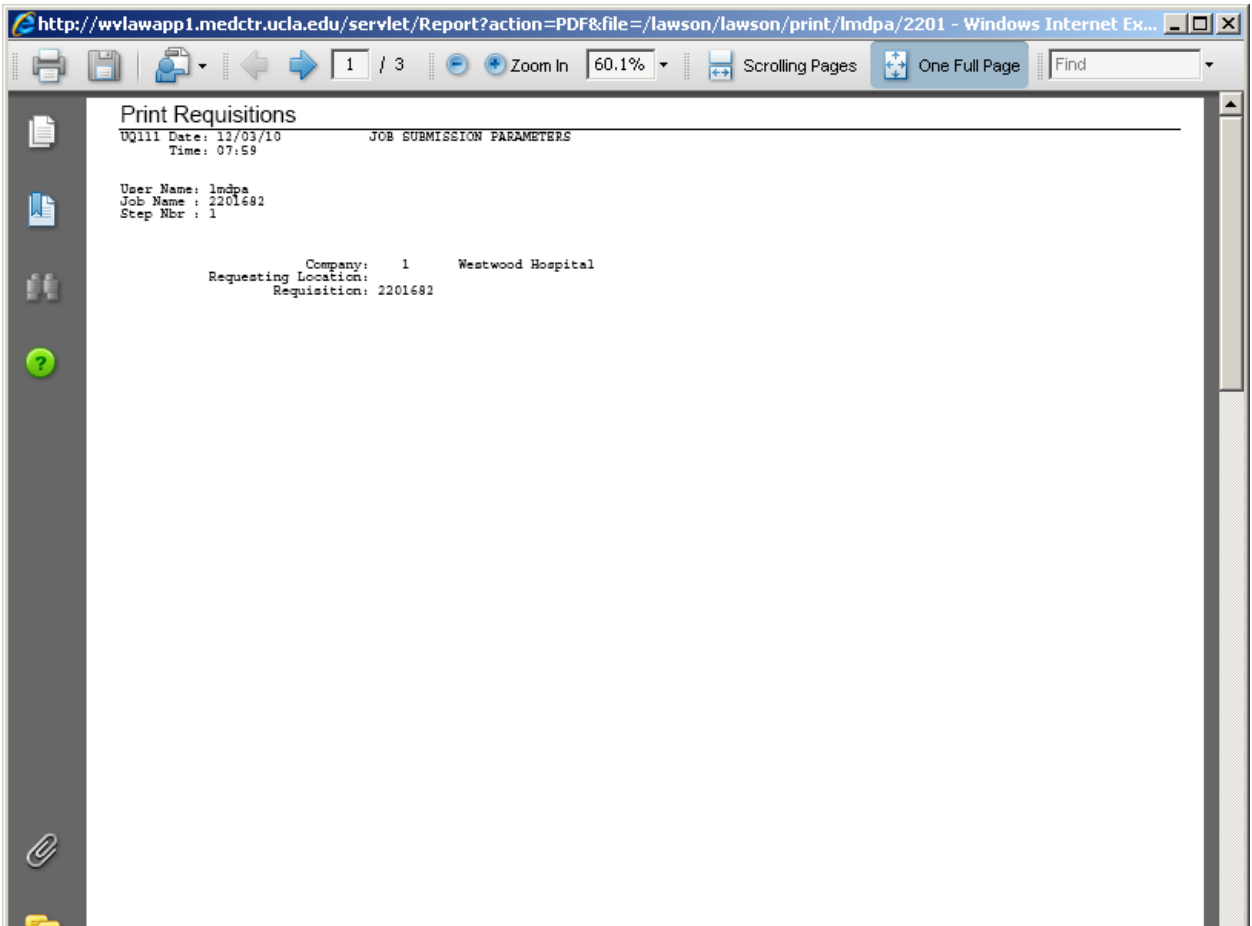 http://wvlawapp1.medctr.ucla.edu/servlet/Report?action=PDF&file=/lawson/lawson/print/lmdpa/2201 - Windows Internet Ex...
1 / 3 Zoom In 60.1% Scrolling Pages One Full Page Find
Print Requisitions
UQ111 Date: 12/03/10 JOB SUBMISSION PARAMETERS
Time: 07:59
User Name: lmdpa
Job Name : 2201682
Step Nbr : 1
Company: 1 Westwood Hospital
Requesting Location:
Requisition: 2201682